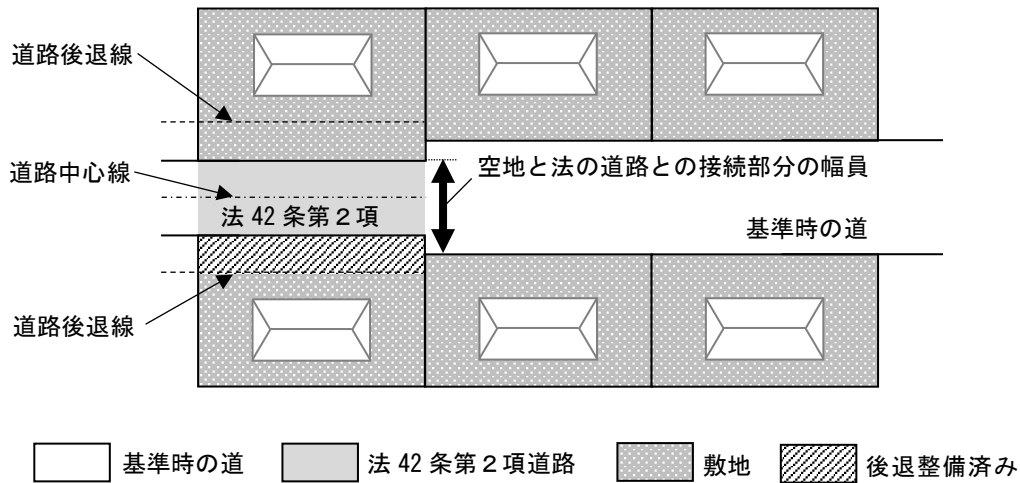 道路後退線
道路中心線
空地と法の道路との接続部分の幅員
法 42 条第２項
基準時の道
道路後退線
基準時の道
法 42 条第２項道路
敷地
後退整備済み